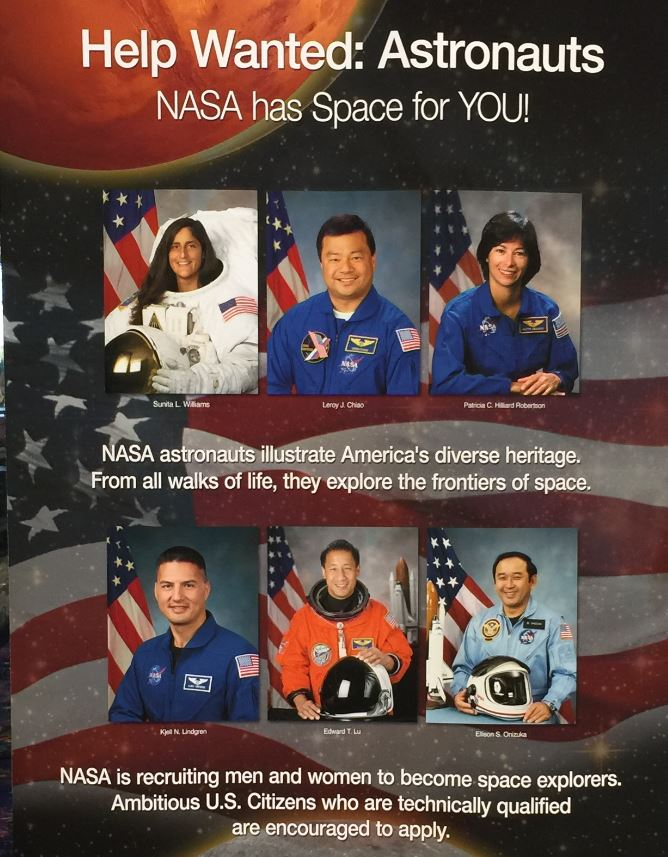 Help Wanted: Astronauts
NASA has Space for YOU!
NASA
NASA
Sunita L. Williams
Leroy J. Chiao
Patricia C. Hilliard Robertson
NASA astronauts illustrate America's diverse heritage.
From all walks of life, they explore the frontiers of space.
NASA
Kjell N. Lindgren
Edward T. Lu
Ellison S. Onizuka
NASA is recruiting men and women to become space explorers.
Ambitious U.S. Citizens who are technically qualified
are encouraged to apply.